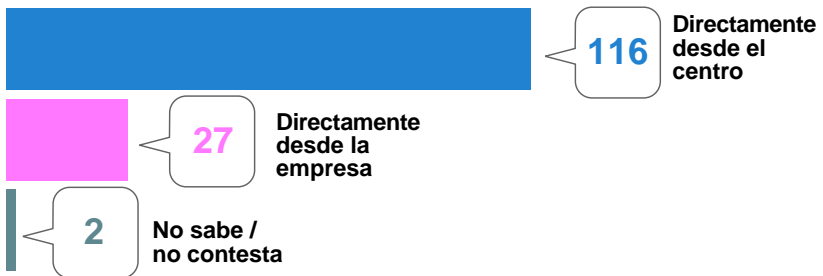 116
Directamente
desde el
centro
27
Directamente
desde la
empresa
2
No sabe /
no contesta